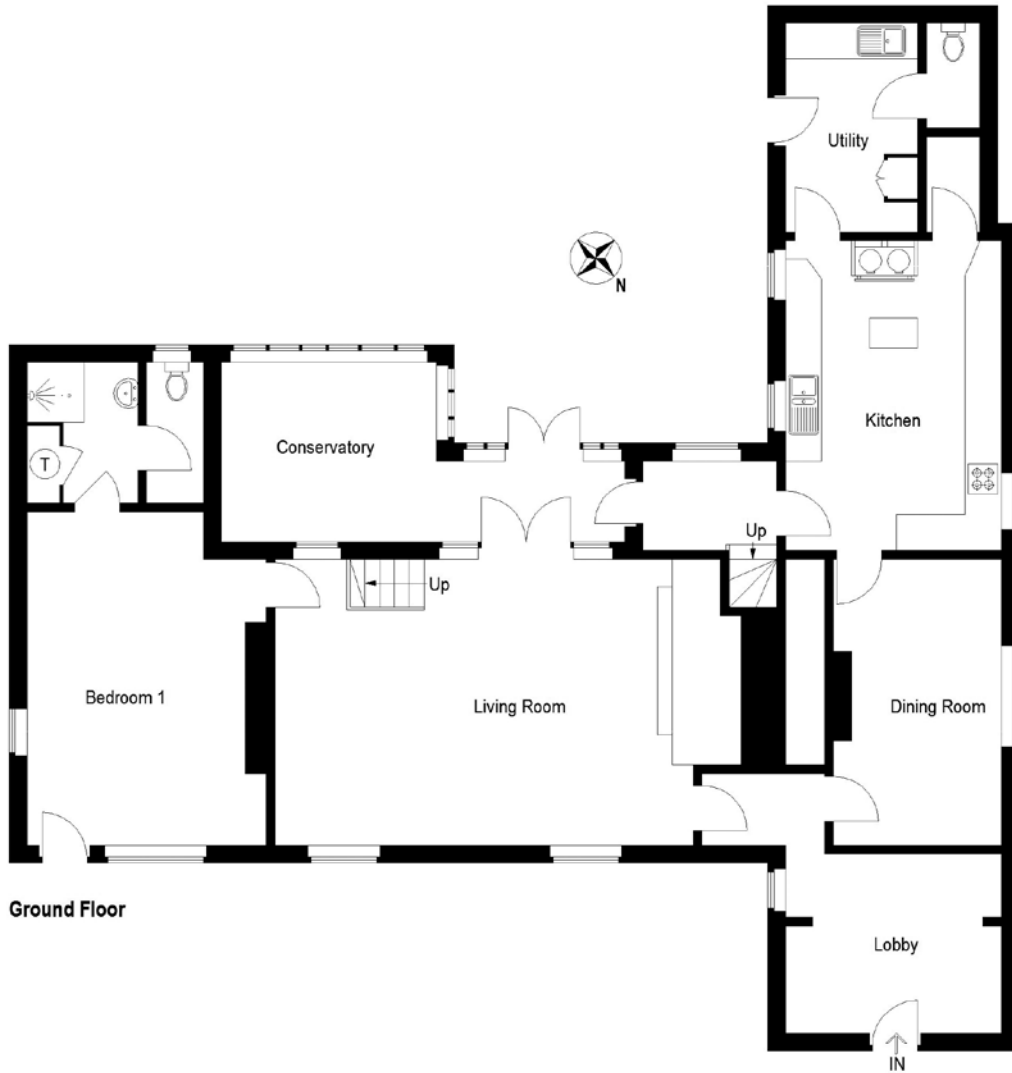 Utility
N
Kitchen
Conservatory
T
Up
Up
Bedroom 1
Living Room
Dining Room
Ground Floor
Lobby
IN